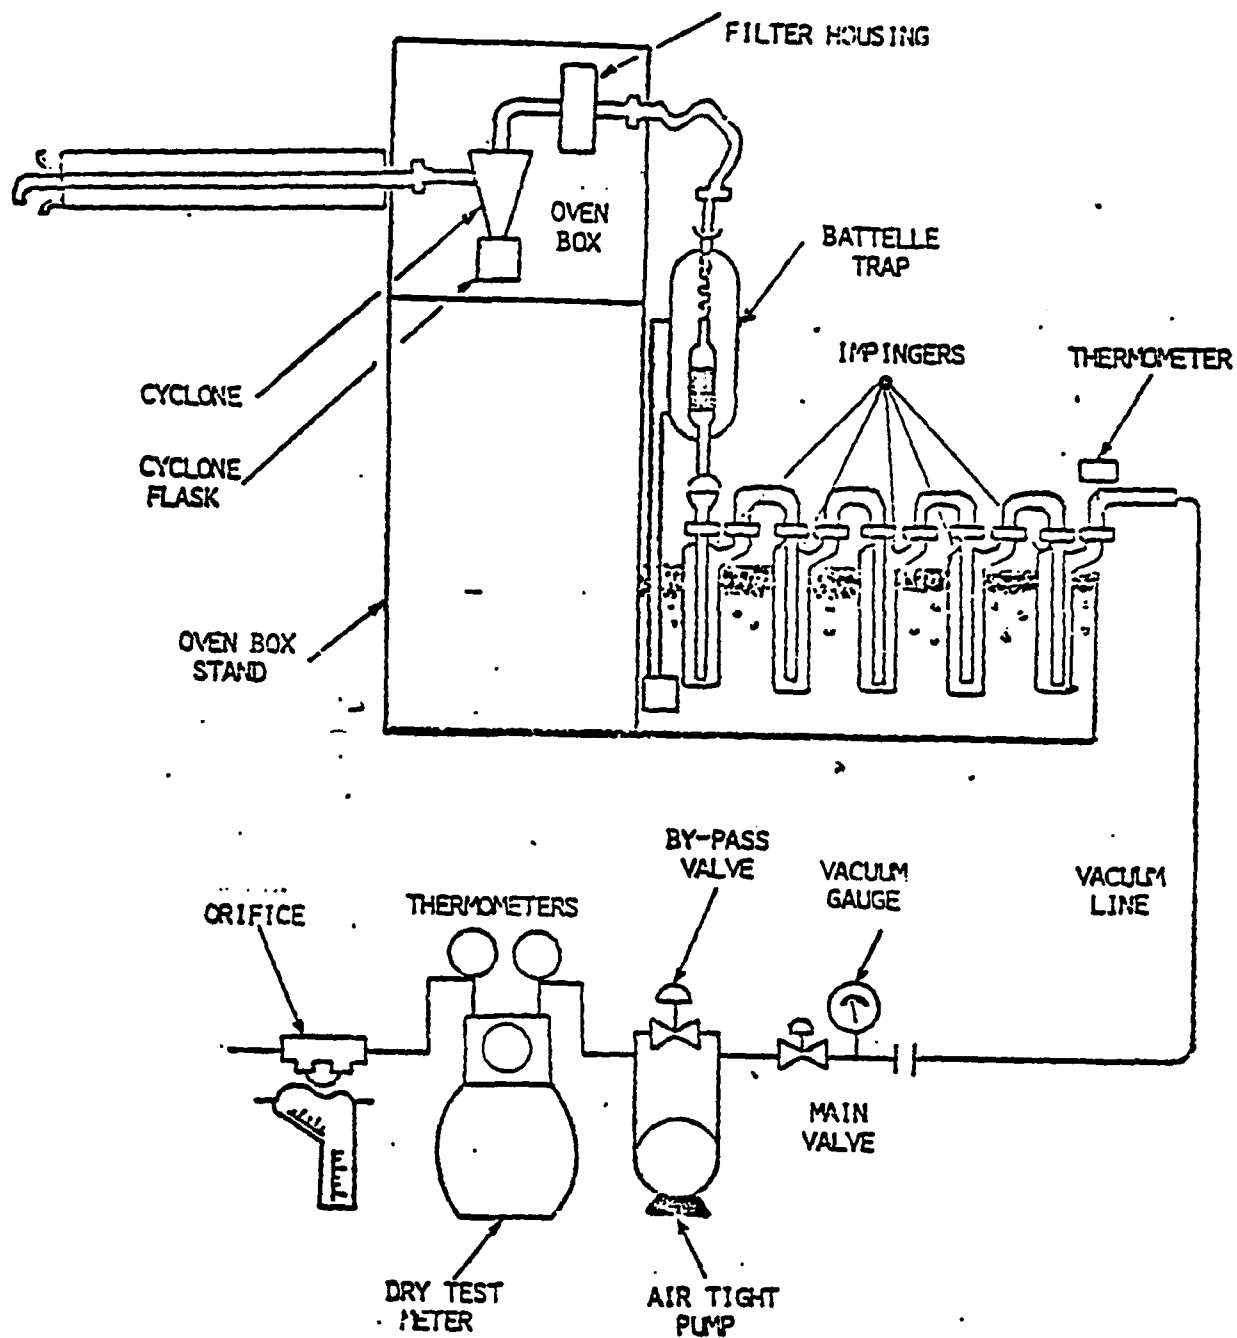 FILTER HOUSING
OVEN
BOX
BATTELLE
TRAP
IMPINGERS
THERMOMETER
CYCLONE
CYCLONE
FLASK
OVEN BOX
STAND
BY-PASS
VALVE
VACUUM
GAUGE
VACUUM
LINE
ORIFICE
THERMOMETERS
MAIN
VALVE
DRY TEST
METER
AIR TIGHT
PUMP